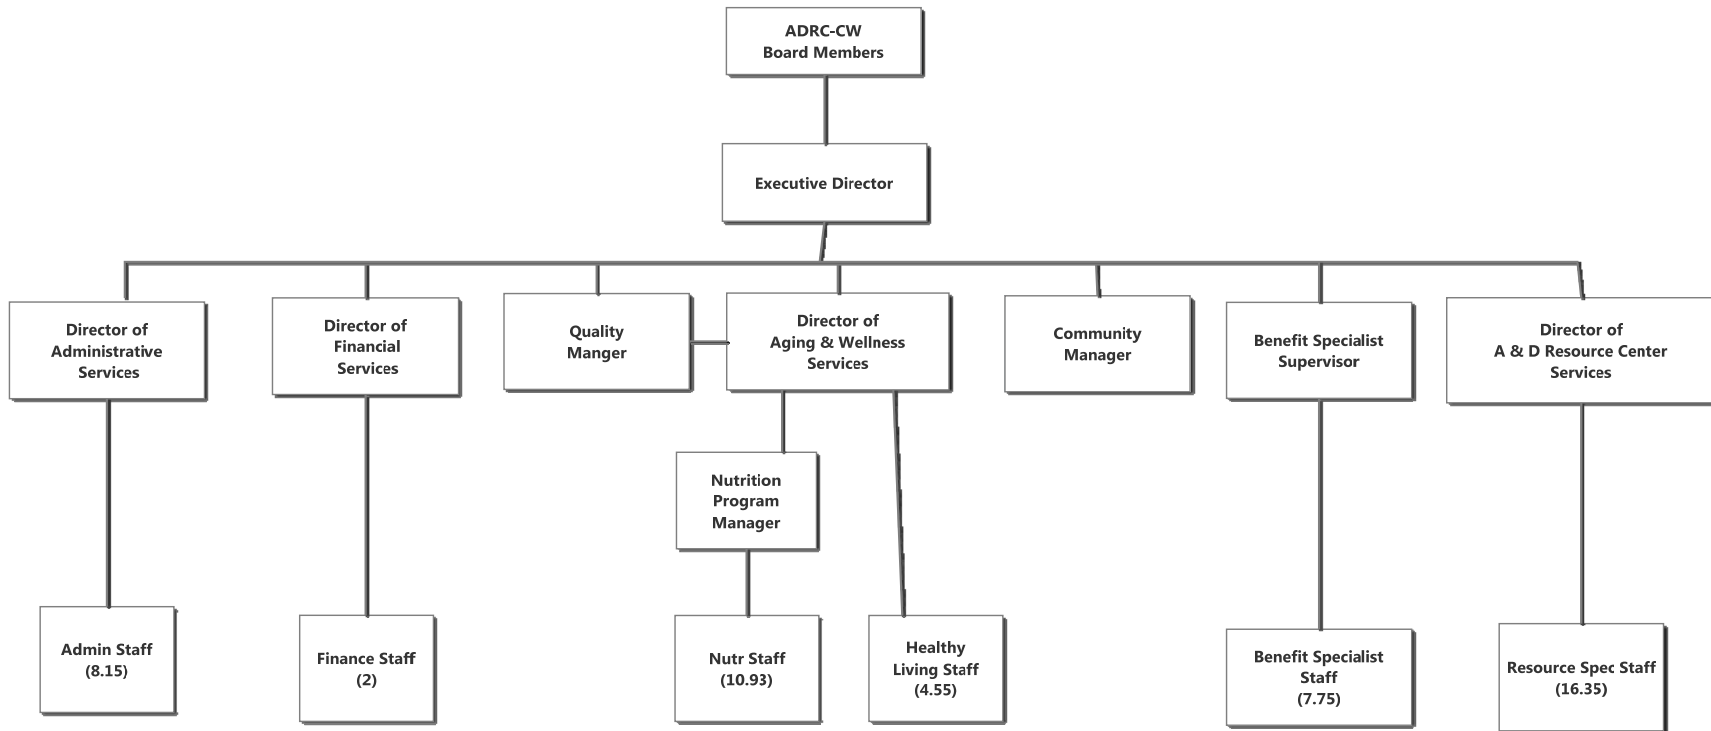 ADRC-CW
Board Members
Executive Director
Director of
Administrative
Services
Director of
Financial
Services
Quality
Manger
Director of
Aging & Wellness
Services
Community
Manager
Benefit Specialist
Supervisor
Director of
A & D Resource Center
Services
Nutrition
Program
Manager
Admin Staff
(8.15)
Finance Staff
(2)
Nutr Staff
(10.93)
Healthy
Living Staff
(4.55)
Benefit Specialist
Staff
(7.75)
Resource Spec Staff
(16.35)